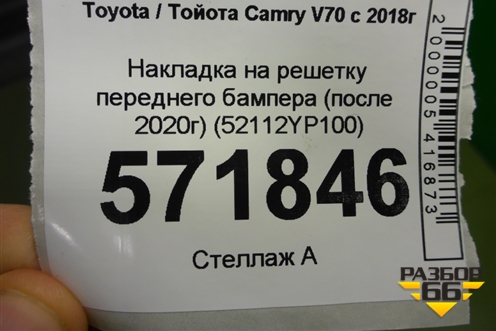 Toyota / Тойота Camry V70 с 2018г
Накладка на решетку
переднего бампера (после
2020г) (52112YP100)
571846
Стеллаж А
2000005416873
РАЗБОР
66